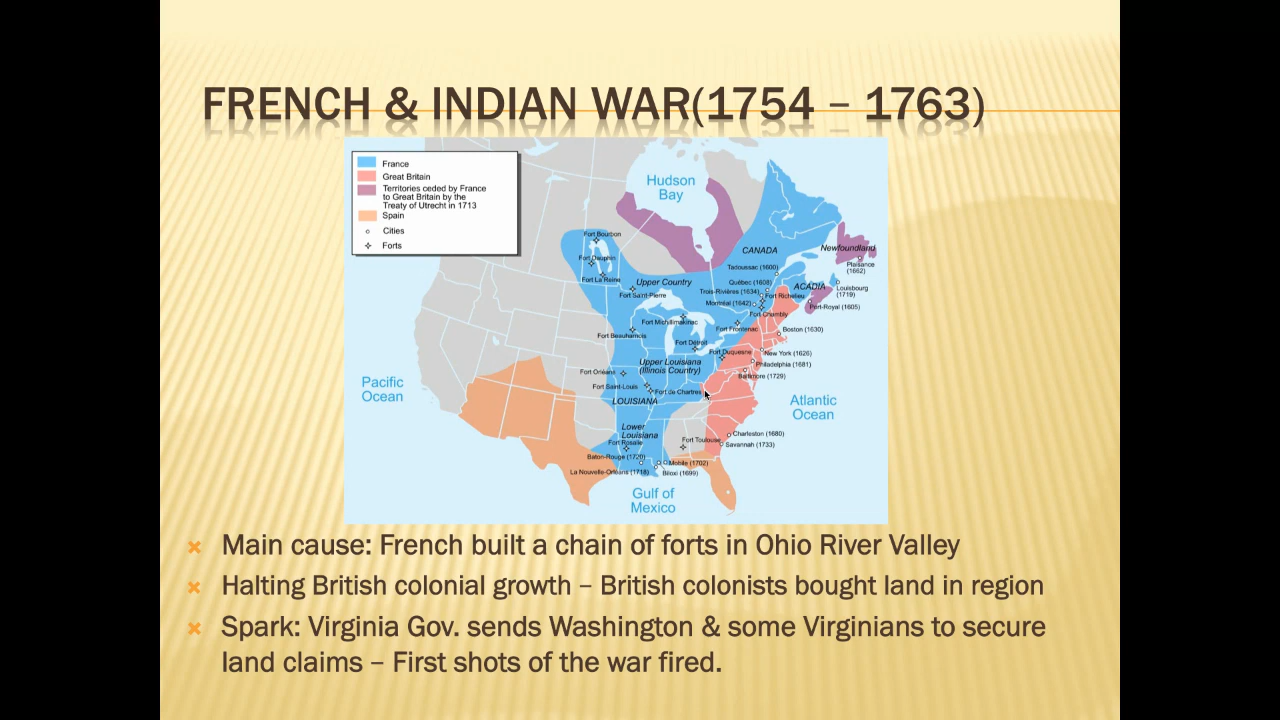 FRENCH & INDIAN WAR(1754 – 1763)
France
Great Britain
Territories ceded by France
to Great Britain by the
Treaty of Utrecht in 1713
Spain
Cities
Forts
Hudson
Bay
Fort Bourbon
Fort Dauphin
Fort La Reine
CANADA
Newfoundland
Plaisance
(1662)
Tadoussac (1600)
Québec (1608)
Trois-Rivières (1634)
Montréal (1642)
Fort Richelieu
ACADIA
Louisbourg
(1719)
Port-Royal (1605)
Upper Country
Fort Saint-Pierre
Fort Chambly
Fort Michilimakinac
Fort Frontenac
Boston (1630)
Fort Beauharnois
Fort Détroit
Fort Duquesne
New York (1626)
Upper Louisiana
(Illinois Country)
Philadelphia (1681)
Baltimore (1729)
Fort Orléans
Fort Saint-Louis
Fort de Chartres
LOUISIANA
Pacific
Ocean
Atlantic
Ocean
Lower
Louisiana
Fort Rosalie
Fort Toulouse
Charleston (1680)
Savannah (1733)
Baton-Rouge (1720)
Mobile (1702)
La Nouvelle-Orléans (1718)
Biloxi (1699)
Gulf of
Mexico
Main cause: French built a chain of forts in Ohio River Valley
Halting British colonial growth – British colonists bought land in region
Spark: Virginia Gov. sends Washington & some Virginians to secure
land claims – First shots of the war fired.